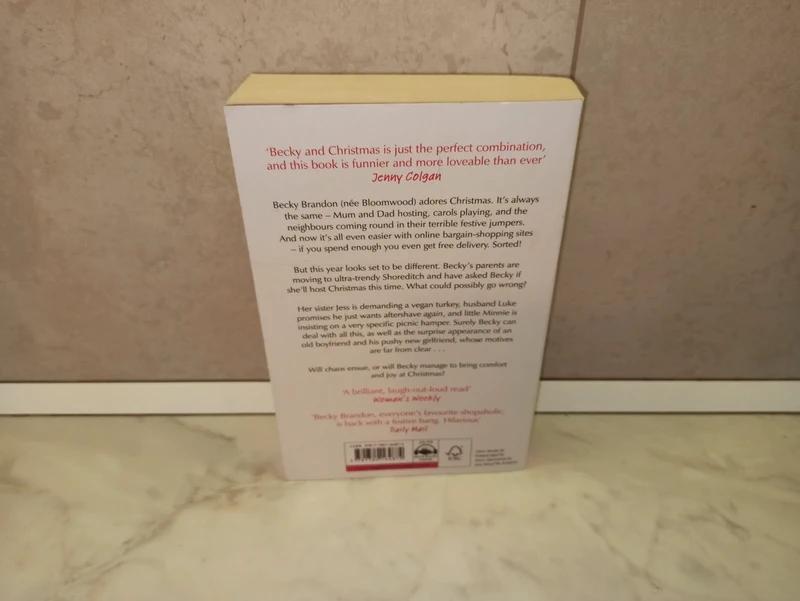 ‘Becky and Christmas is just the perfect combination,
and this book is funnier and more loveable than ever’
Jenny Colgan
Becky Brandon (née Bloomwood) adores Christmas. It’s always
the same – Mum and Dad hosting, carols playing, and the
neighbours coming round in their terrible festive jumpers.
And now it’s all even easier with online bargain-shopping sites
– if you spend enough you even get free delivery. Sorted!
But this year looks set to be different. Becky’s parents are
moving to ultra-trendy Shoreditch and have asked Becky if
she’ll host Christmas this time. What could possibly go wrong?
Her sister Jess is demanding a vegan turkey, husband Luke
promises he just wants aftershave again, and little Minnie is
insisting on a very specific picnic hamper. Surely Becky can
deal with all this, as well as the surprise appearance of an
old boyfriend and his pushy new girlfriend, whose motives
are far from clear . . .
Will chaos ensue, or will Becky manage to bring comfort
and joy at Christmas?
‘A brilliant, laugh-out-loud read’
Woman’s Weekly
‘Becky Brandon, everyone’s favourite shopaholic,
is back with a festive bang. Hilarious’
Daily Mail